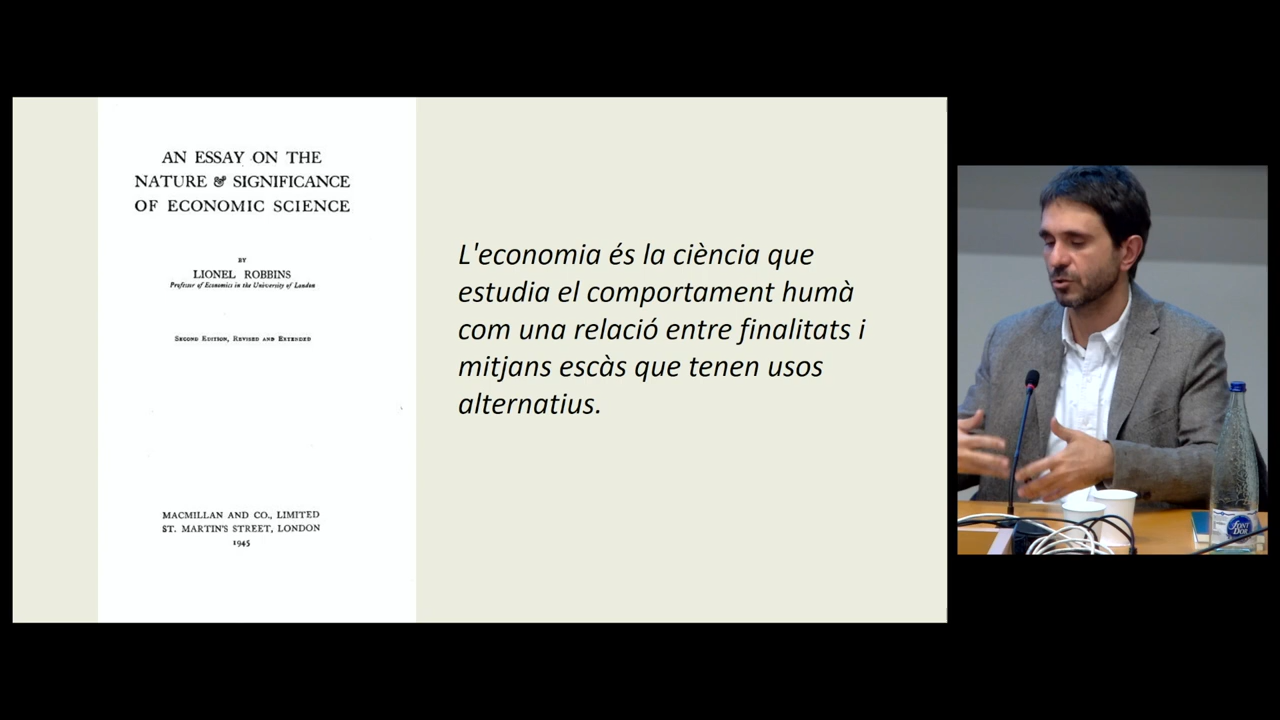 AN ESSAY ON THE
NATURE & SIGNIFICANCE
OF ECONOMIC SCIENCE
BY
LIONEL ROBBINS
Professor of Economics in the University of London
SECOND EDITION, REVISED AND EXTENDED
MACMILLAN AND CO., LIMITED
ST. MARTIN'S STREET, LONDON
1945
L'economia és la ciència que
estudia el comportament humà
com una relació entre finalitats i
mitjans escàs que tenen usos
alternatius.
FONT
D'OR